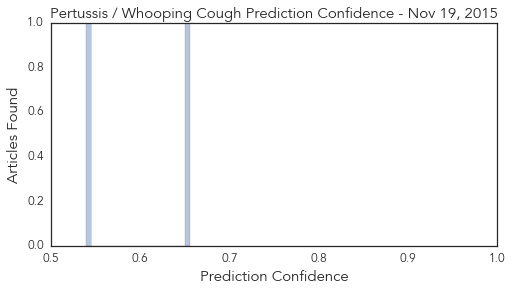 Pertussis / Whooping Cough Prediction Confidence - Nov 19, 2015
1.0
0.8
0.6
0.4
0.2
0.0
Articles Found
0.5 0.6 0.7 0.8 0.9 1.0
Prediction Confidence